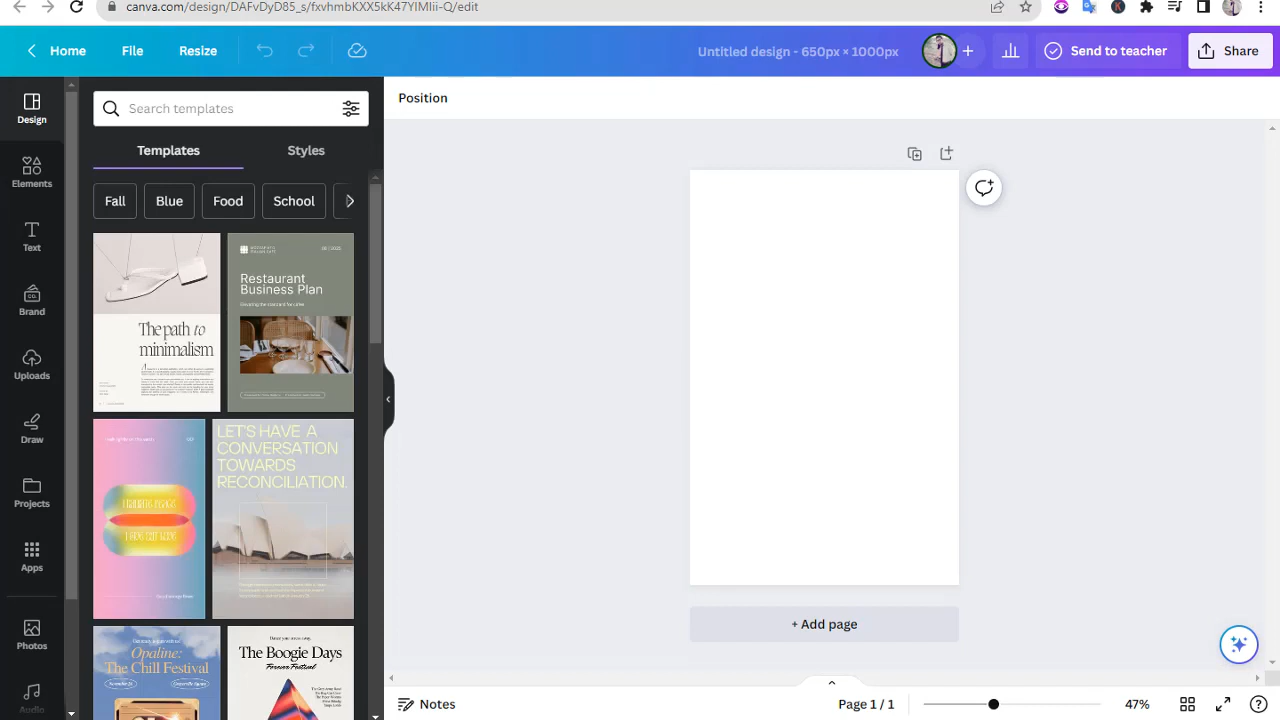 canva.com/design/DAFvDyD85_s/fxvhmbKXX5kK47YIMIii-Q/edit
Home
File
Resize
Untitled design - 650px × 1000px
Send to teacher
Share
Design
Elements
Text
Brand
Uploads
Draw
Projects
Apps
Photos
Audio
Search templates
Templates
Styles
Fall
Blue
Food
School
The path to
minimalism
Restaurant
Business Plan
LET'S HAVE A
CONVERSATION
TOWARDS
RECONCILIATION.
Opaline:
The Chill Festival
The Boogie Days
Forever Festival
Position
+ Add page
Notes
Page 1 / 1
47%